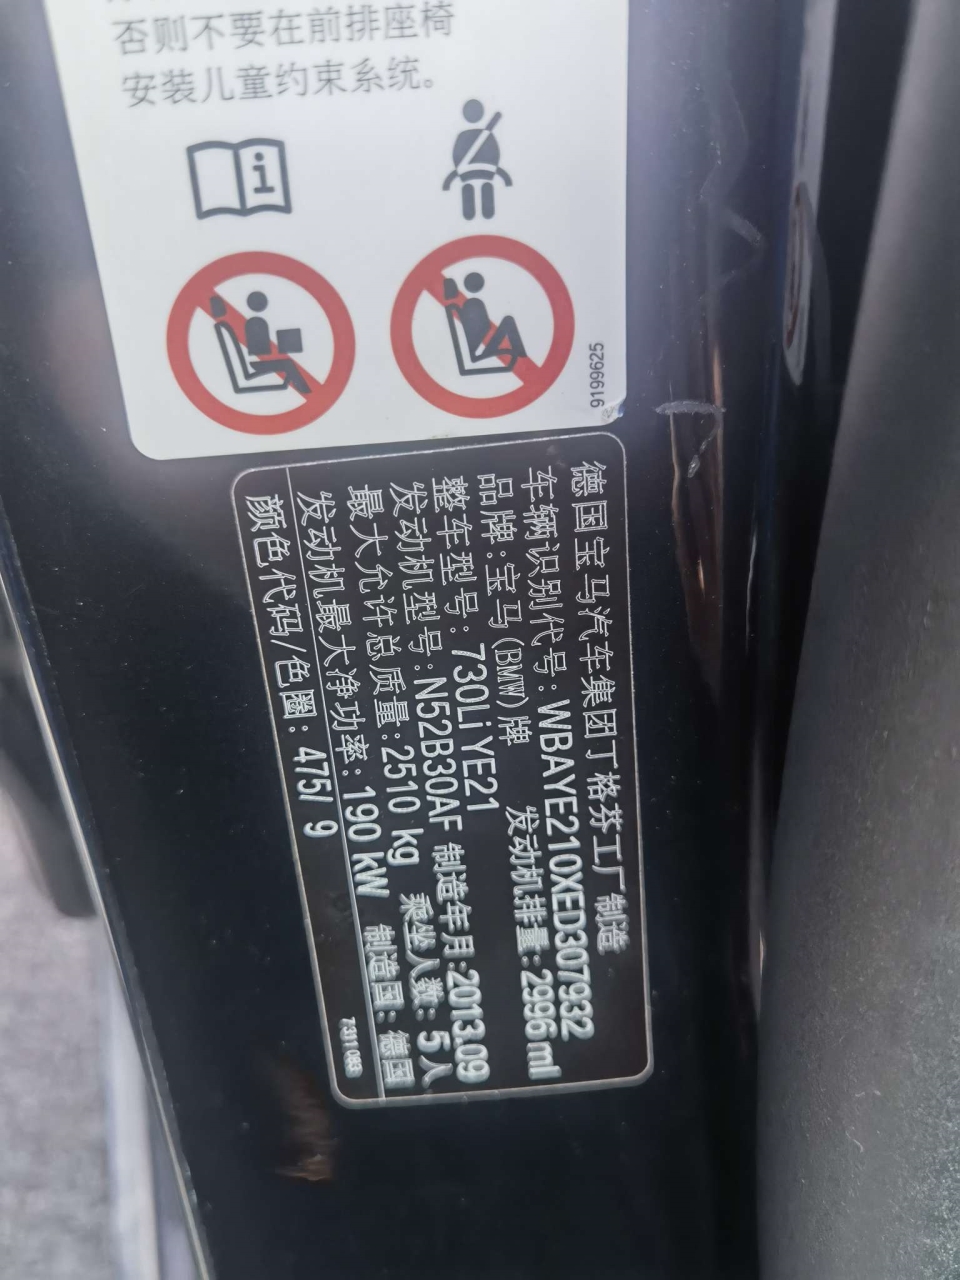 否则不要在前排座椅
安装儿童约束系统。
9199625
德国宝马汽车集团丁格芬工厂 制造
车辆识别代号:WBAYE210XED307932
品牌:宝马(BMW)牌 发动机排量:2996ml
整车型号:730Li YE21
发动机型号:N52B30AF 制造年月:2013.09
最大允许总质量:2510 kg 乘坐人数: 5人
发动机最大净功率:190 kW 制造国: 德国
颜色代码/色圈: 475/ 9